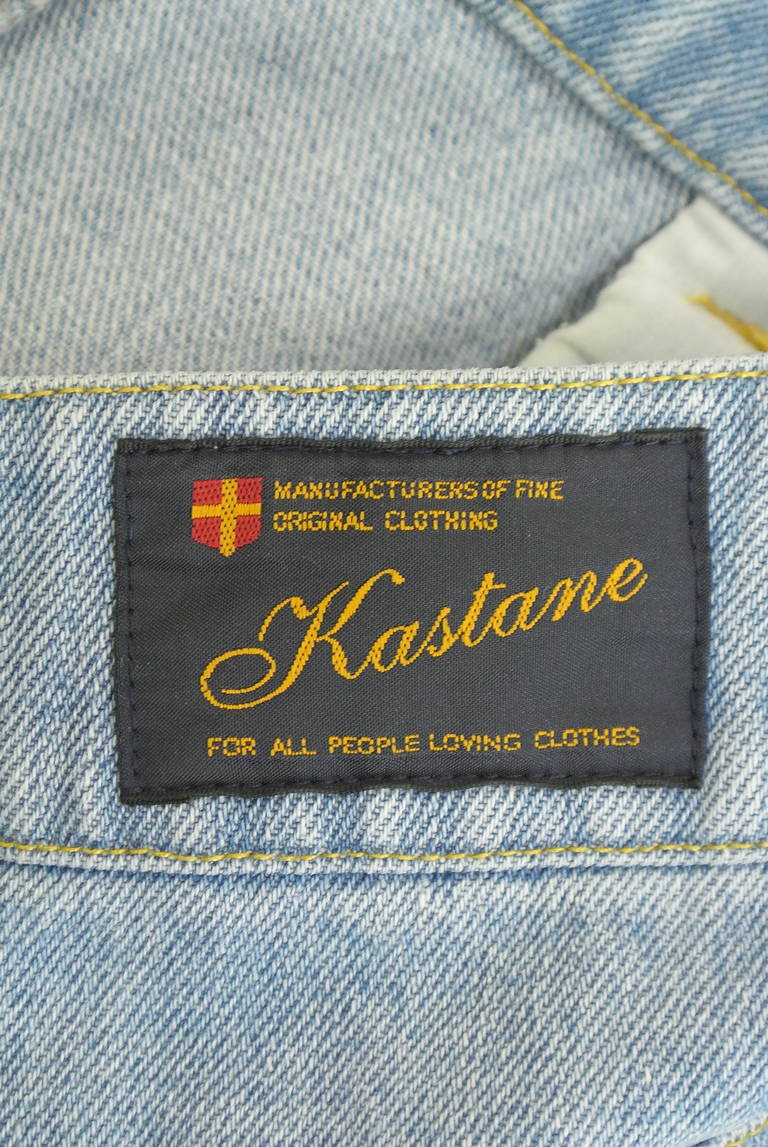 MANUFACTURERS OF FINE
ORIGINAL CLOTHING
Kastane
FOR ALL PEOPLE LOVING CLOTHES